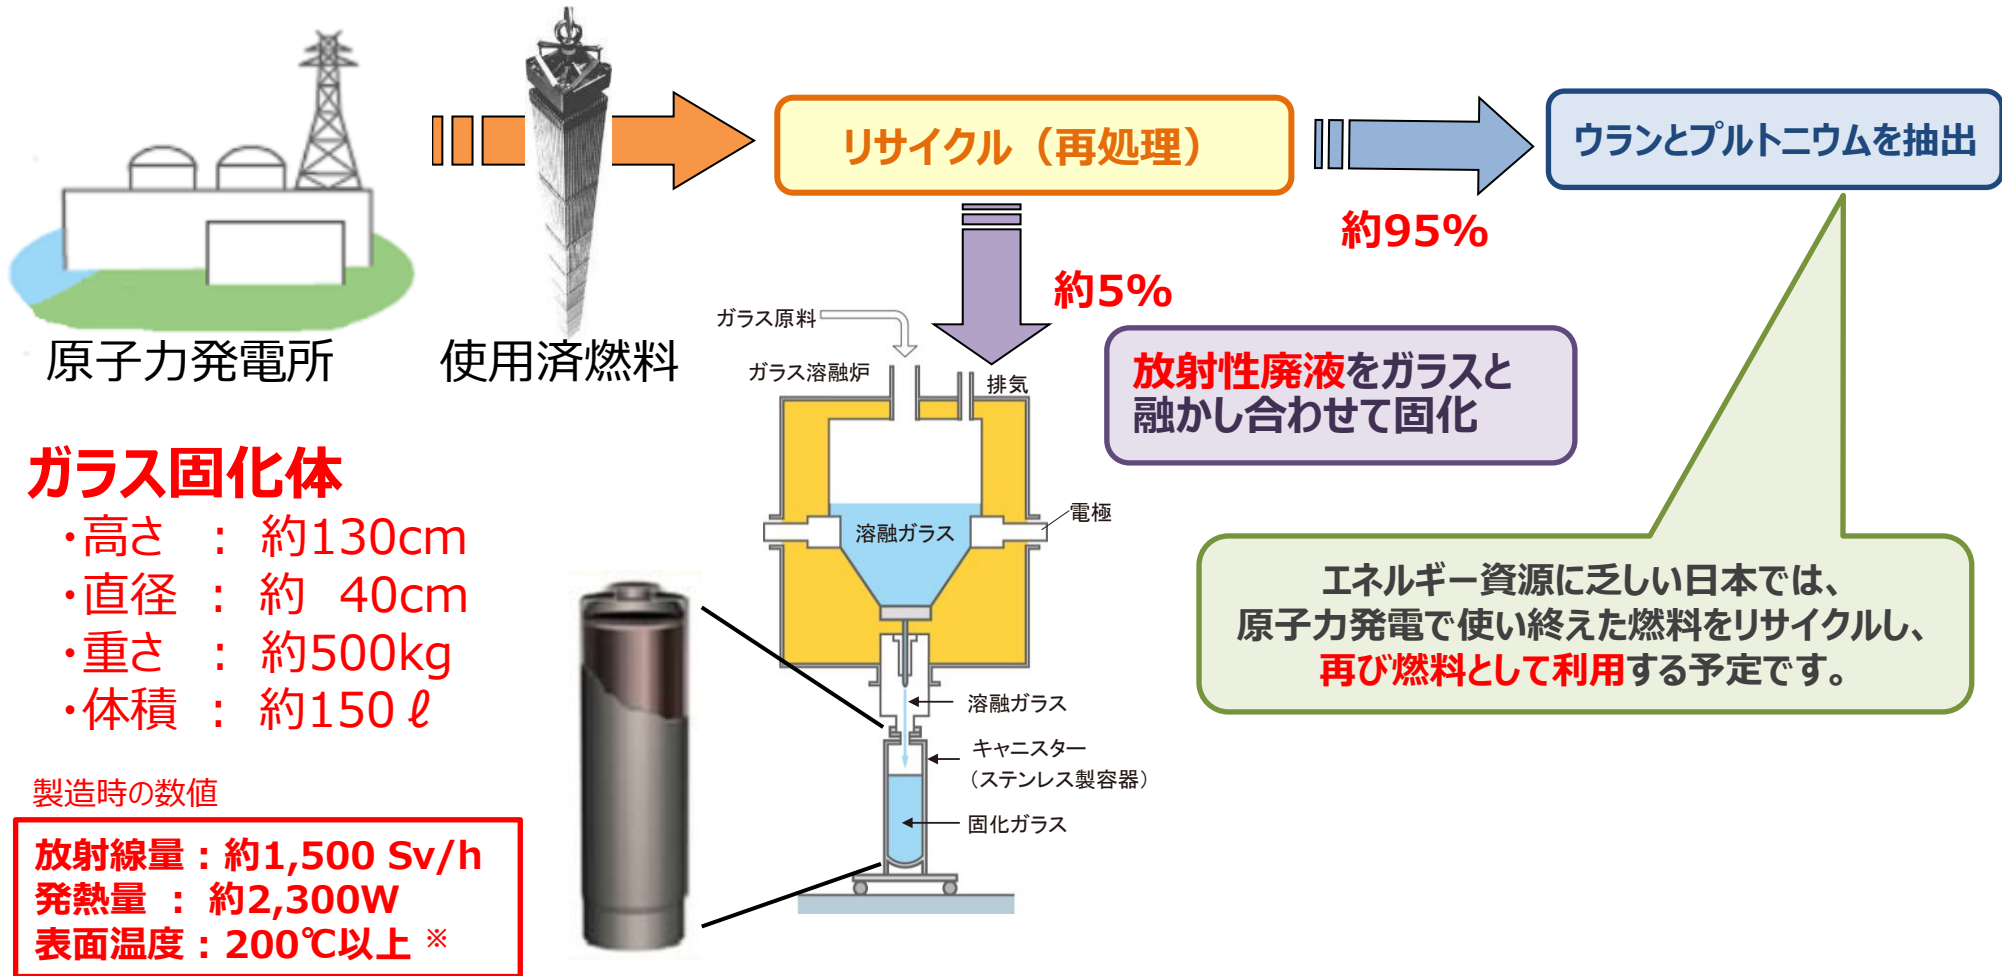 リサイクル（再処理）
ウランとプルトニウムを抽出
約95%
約5%
原子力発電所
使用済燃料
ガラス原料
ガラス溶融炉
排気
放射性廃液をガラスと
融かし合わせて固化
電極
溶融ガラス
ガラス固化体
・高さ ： 約130cm
・直径 ： 約 40cm
・重さ ： 約500kg
・体積 ： 約150ℓ
エネルギー資源に乏しい日本では、
原子力発電で使い終えた燃料をリサイクルし、
再び燃料として利用する予定です。
溶融ガラス
キャニスター
（ステンレス製容器）
固化ガラス
製造時の数値
放射線量：約1,500 Sv/h
発熱量 ： 約2,300W
表面温度：200℃以上 ※